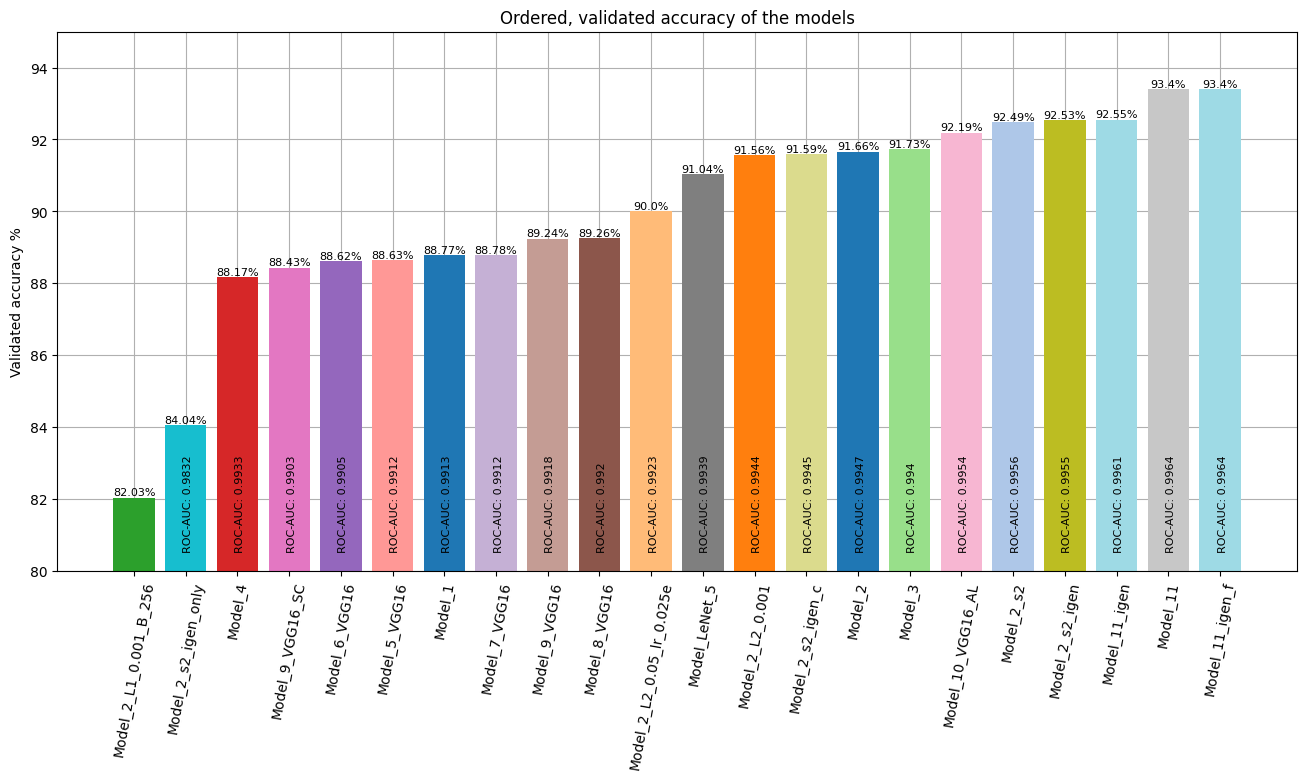 Ordered, validated accuracy of the models
Validated accuracy %
94
92
90
88
86
84
82
80
82.03%
84.04%
88.17%
88.43%
88.62%
88.63%
88.77%
88.78%
89.24%
89.26%
90.0%
91.04%
91.56%
91.59%
91.66%
91.73%
92.19%
92.49%
92.53%
92.55%
93.4%
93.4%
ROC-AUC: 0.9832
ROC-AUC: 0.9933
ROC-AUC: 0.9903
ROC-AUC: 0.9905
ROC-AUC: 0.9912
ROC-AUC: 0.9913
ROC-AUC: 0.9912
ROC-AUC: 0.9918
ROC-AUC: 0.992
ROC-AUC: 0.9923
ROC-AUC: 0.9939
ROC-AUC: 0.9944
ROC-AUC: 0.9945
ROC-AUC: 0.9947
ROC-AUC: 0.994
ROC-AUC: 0.9954
ROC-AUC: 0.9956
ROC-AUC: 0.9955
ROC-AUC: 0.9961
ROC-AUC: 0.9964
ROC-AUC: 0.9964
Model_2_L1_0.001_B_256
Model_2_s2_igen_only
Model_4
Model_9_VGG16_SC
Model_6_VGG16
Model_5_VGG16
Model_1
Model_7_VGG16
Model_9_VGG16
Model_8_VGG16
Model_2_L2_0.05_lr_0.025e
Model_LeNet_5
Model_2_L2_0.001
Model_2_s2_igen_c
Model_2
Model_3
Model_10_VGG16_AL
Model_2_s2
Model_2_s2_igen
Model_11_igen
Model_11
Model_11_igen_f